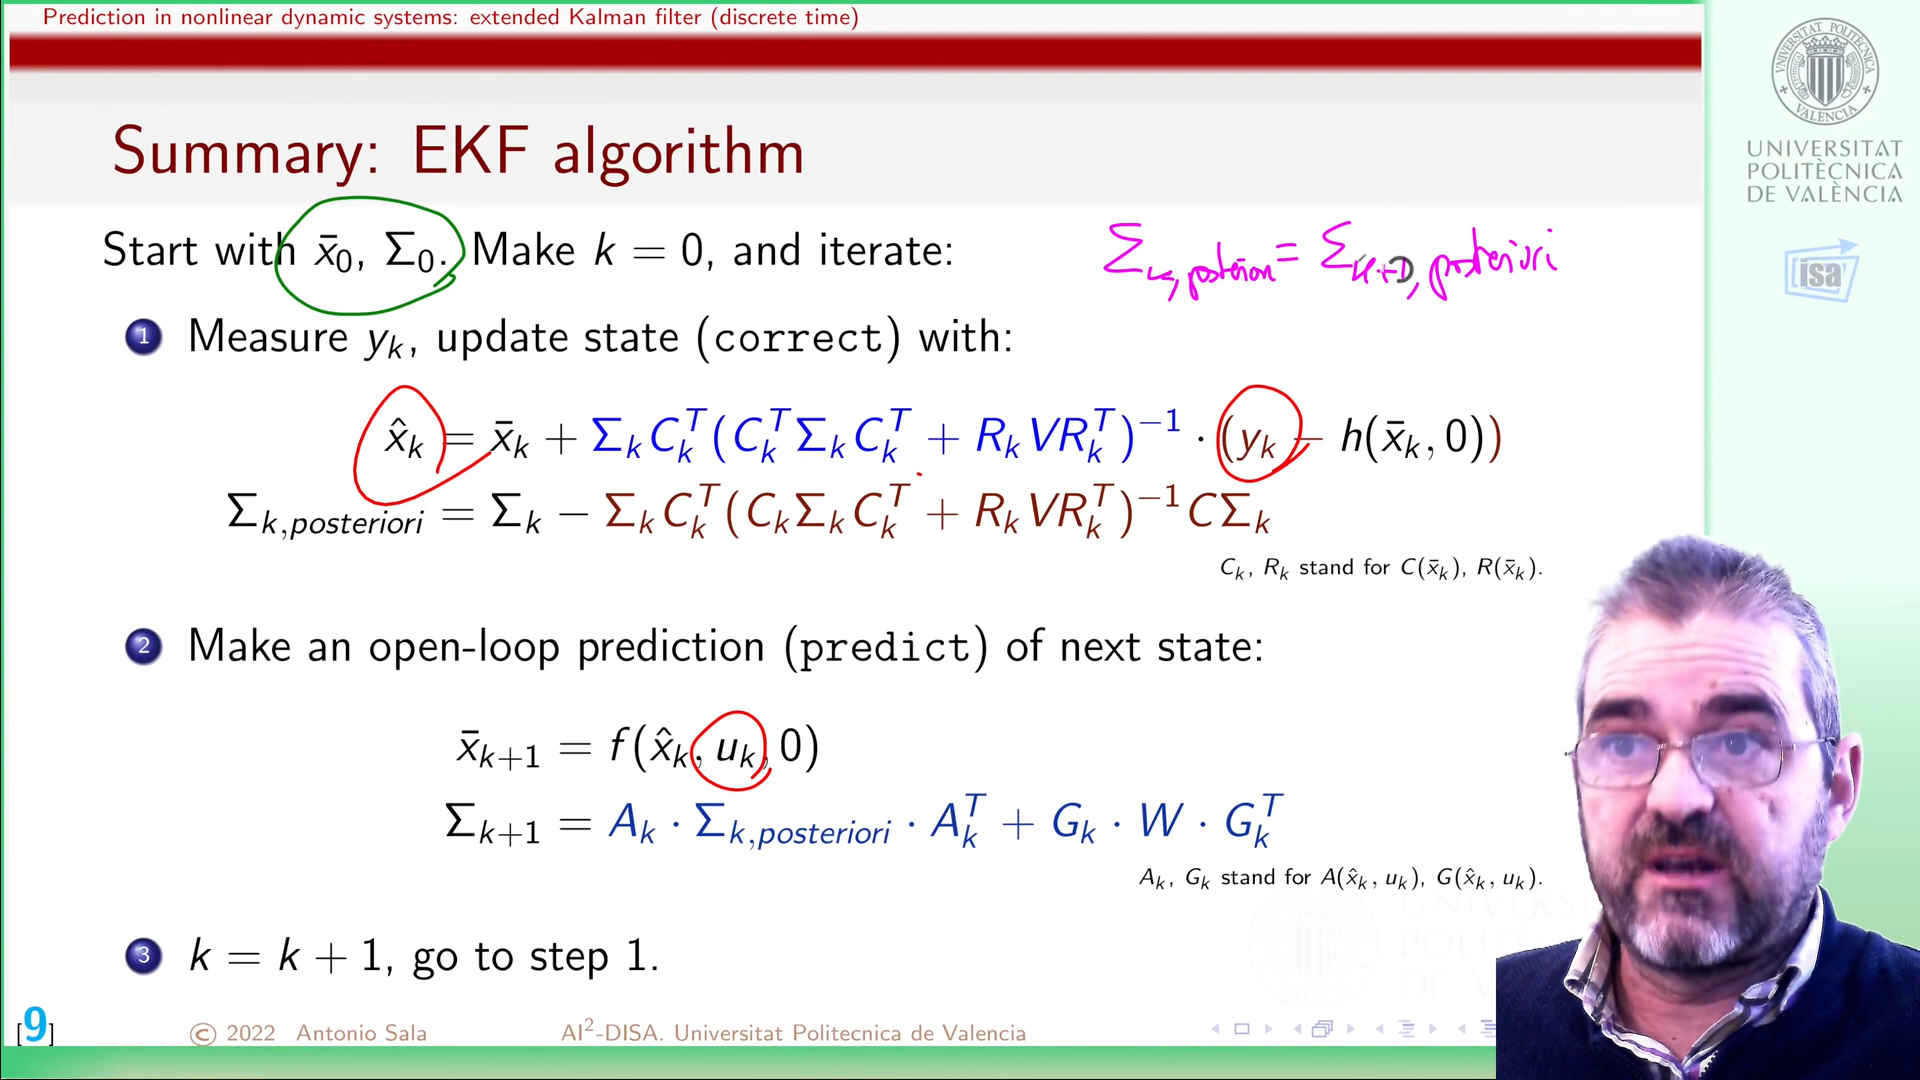 Prediction in nonlinear dynamic systems: extended Kalman filter (discrete time)
UNIVERSITAT
POLITÈCNICA
DE VALÈNCIA
isa
Summary: EKF algorithm
Start with x̄₀, Σ₀. Make k = 0, and iterate:
Σ_{k,posteriori} = Σ_{k+1,posteriori}
1 Measure y_k, update state (correct) with:
x̂_k = x̄_k + Σ_k C_k^T (C_k^T Σ_k C_k^T + R_k V R_k^T)^{−1} · (y_k − h(x̄_k, 0))
Σ_{k,posteriori} = Σ_k − Σ_k C_k^T (C_k Σ_k C_k^T + R_k V R_k^T)^{−1} C Σ_k
C_k, R_k stand for C(x̄_k), R(x̄_k).
2 Make an open-loop prediction (predict) of next state:
x̄_{k+1} = f(x̂_k, u_k, 0)
Σ_{k+1} = A_k · Σ_{k,posteriori} · A_k^T + G_k · W · G_k^T
A_k, G_k stand for A(x̂_k, u_k), G(x̂_k, u_k).
3 k = k + 1, go to step 1.
[9]
© 2022 Antonio Sala
AI²-DISA. Universitat Politecnica de Valencia